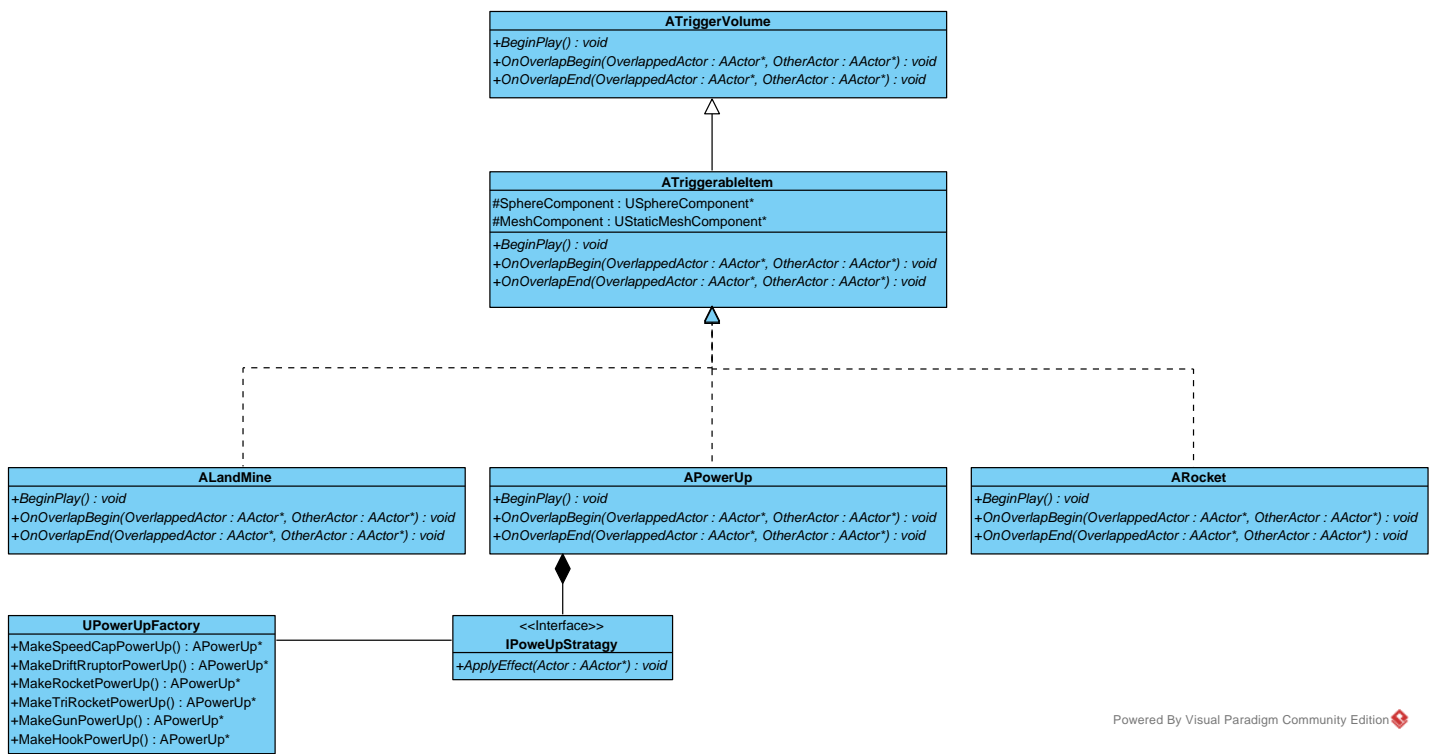 ATriggerVolume
+BeginPlay() : void
+OnOverlapBegin(OverlappedActor : AActor*, OtherActor : AActor*) : void
+OnOverlapEnd(OverlappedActor : AActor*, OtherActor : AActor*) : void
ATriggerableItem
#SphereComponent : USphereComponent*
#MeshComponent : UStaticMeshComponent*
+BeginPlay() : void
+OnOverlapBegin(OverlappedActor : AActor*, OtherActor : AActor*) : void
+OnOverlapEnd(OverlappedActor : AActor*, OtherActor : AActor*) : void
ALandMine
+BeginPlay() : void
+OnOverlapBegin(OverlappedActor : AActor*, OtherActor : AActor*) : void
+OnOverlapEnd(OverlappedActor : AActor*, OtherActor : AActor*) : void
APowerUp
+BeginPlay() : void
+OnOverlapBegin(OverlappedActor : AActor*, OtherActor : AActor*) : void
+OnOverlapEnd(OverlappedActor : AActor*, OtherActor : AActor*) : void
ARocket
+BeginPlay() : void
+OnOverlapBegin(OverlappedActor : AActor*, OtherActor : AActor*) : void
+OnOverlapEnd(OverlappedActor : AActor*, OtherActor : AActor*) : void
UPowerUpFactory
+MakeSpeedCapPowerUp() : APowerUp*
+MakeDriftRruptorPowerUp() : APowerUp*
+MakeRocketPowerUp() : APowerUp*
+MakeTriRocketPowerUp() : APowerUp*
+MakeGunPowerUp() : APowerUp*
+MakeHookPowerUp() : APowerUp*
<<Interface>>
IPoweUpStratagy
+ApplyEffect(Actor : AActor*) : void
Powered By Visual Paradigm Community Edition